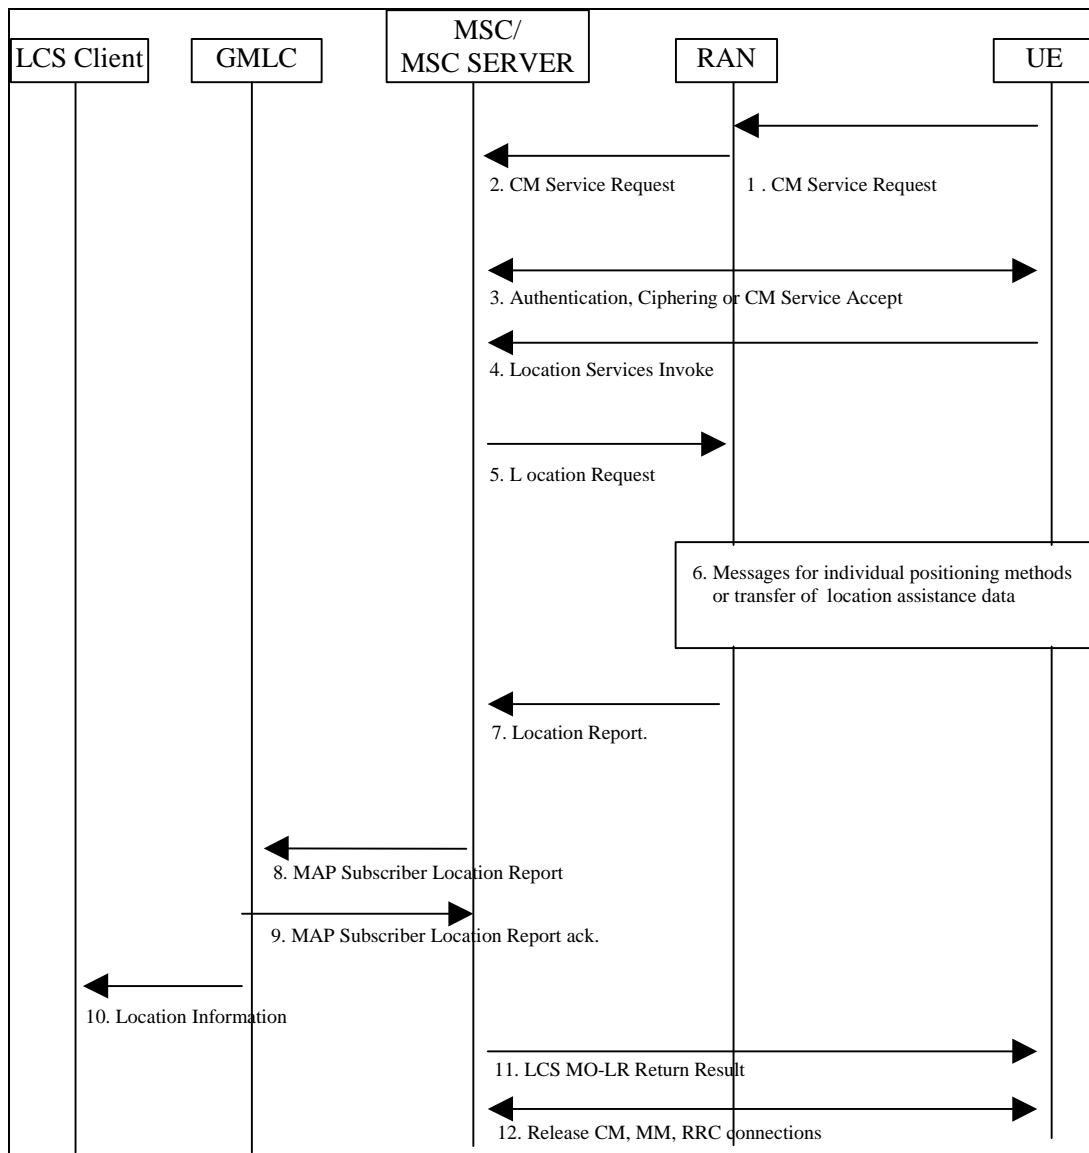 LCS Client
GMLC
MSC/
MSC SERVER
RAN
UE
2. CM Service Request
1 . CM Service Request
3. Authentication, Ciphering or CM Service Accept
4. Location Services Invoke
5. L ocation Request
6. Messages for individual positioning methods
or transfer of location assistance data
7. Location Report.
8. MAP Subscriber Location Report
9. MAP Subscriber Location Report ack.
10. Location Information
11. LCS MO-LR Return Result
12. Release CM, MM, RRC connections